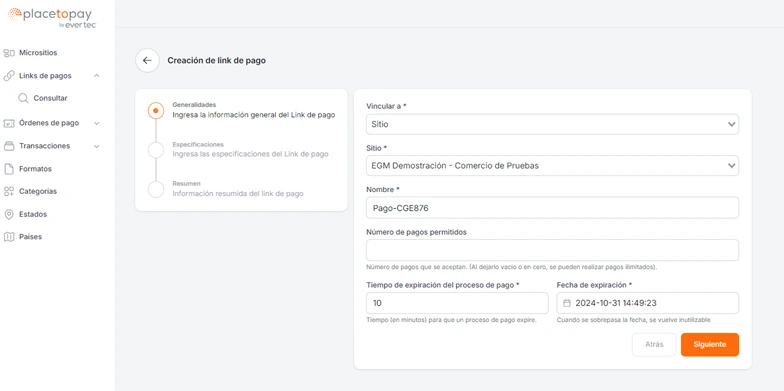 placetopay
by evertec
Micrositios
Links de pagos
Consultar
Órdenes de pago
Transacciones
Formatos
Categorías
Estados
Países
Creación de link de pago
Generalidades
Ingresa la información general del Link de pago
Especificaciones
Ingresa las especificaciones del Link de pago
Resumen
Información resumida del link de pago
Vincular a *
Sitio
Sitio *
EGM Demostración - Comercio de Pruebas
Nombre *
Pago-CGE876
Número de pagos permitidos
Número de pagos que se aceptan. (Al dejarlo vacio o en cero, se pueden realizar pagos ilimitados).
Tiempo de expiración del proceso de pago *
10
Tiempo (en minutos) para que un proceso de pago expire.
Fecha de expiración *
2024-10-31 14:49:23
Cuando se sobrepasa la fecha, se vuelve inutilizable
Atrás
Siguiente